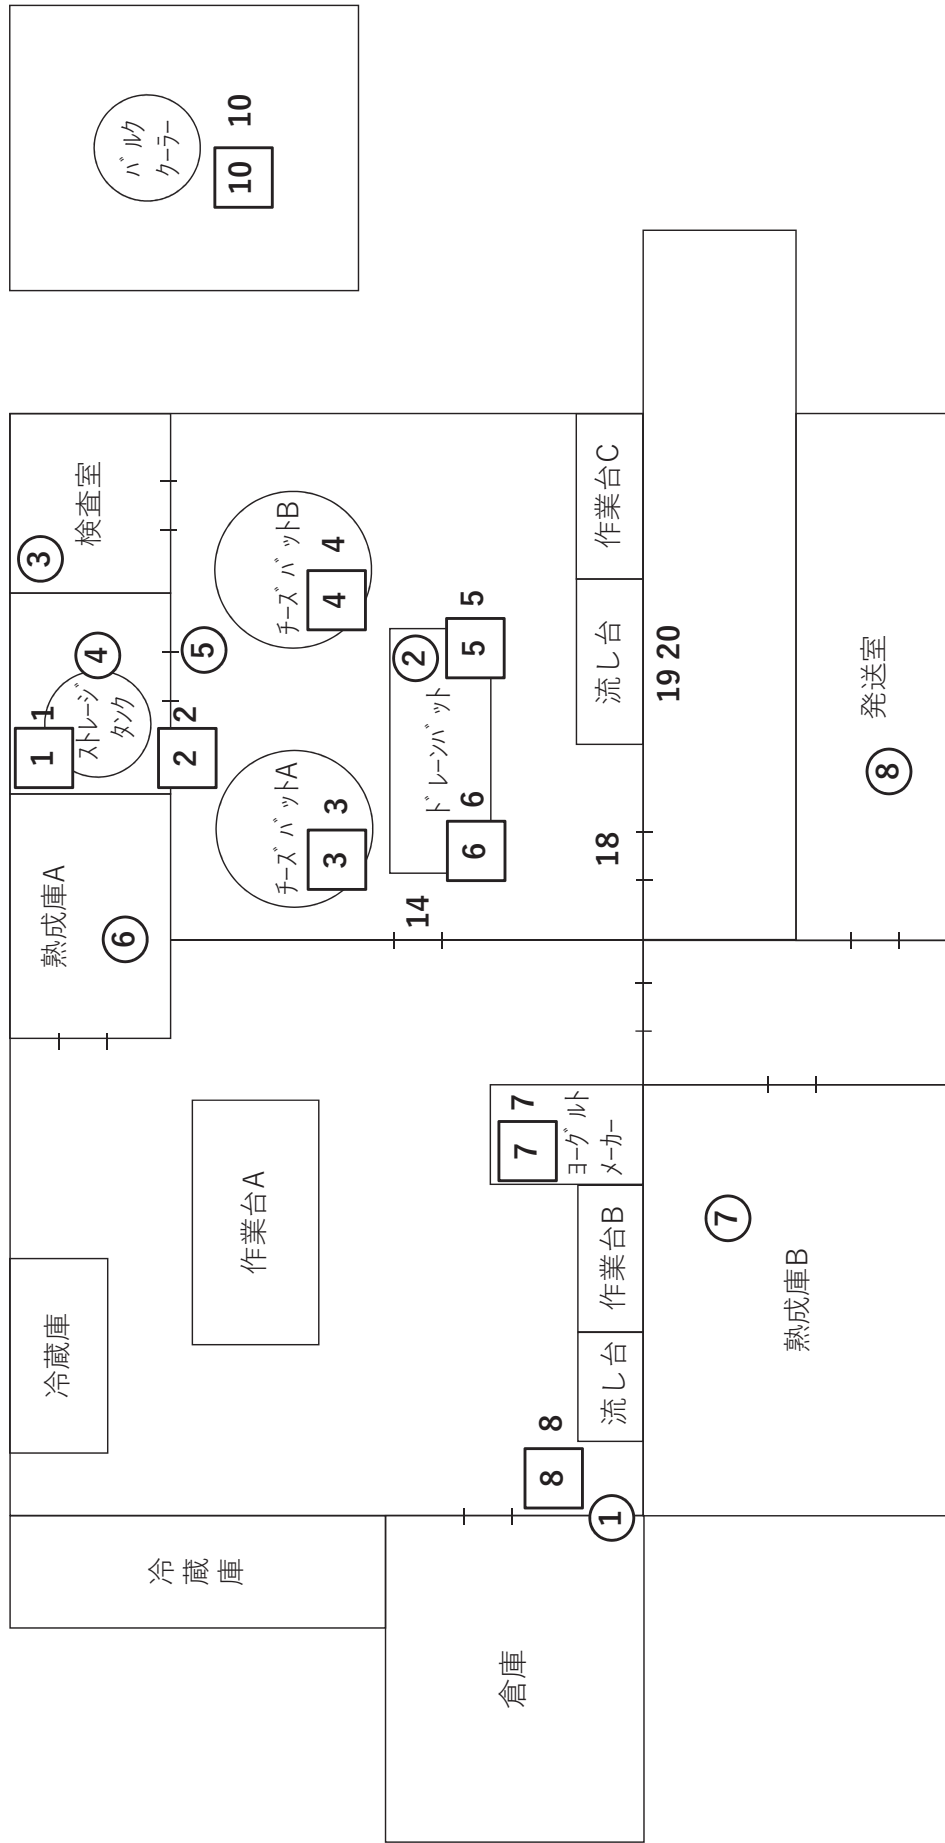 冷蔵庫
冷
蔵
庫
倉庫
作業台A
熟成庫A
⑥
1
1
ストレージ
タンク
④
③
検査室
2
2
⑤
チーズバットA
3
3
チーズバットB
4
4
ドレーンバット
②
6
6
5
5
14
バルク
クーラー
10
10
7
7
ヨーグルト
メーカー
8
8
①
流し台
作業台B
18
流し台
作業台C
19 20
⑦
熟成庫B
発送室
⑧